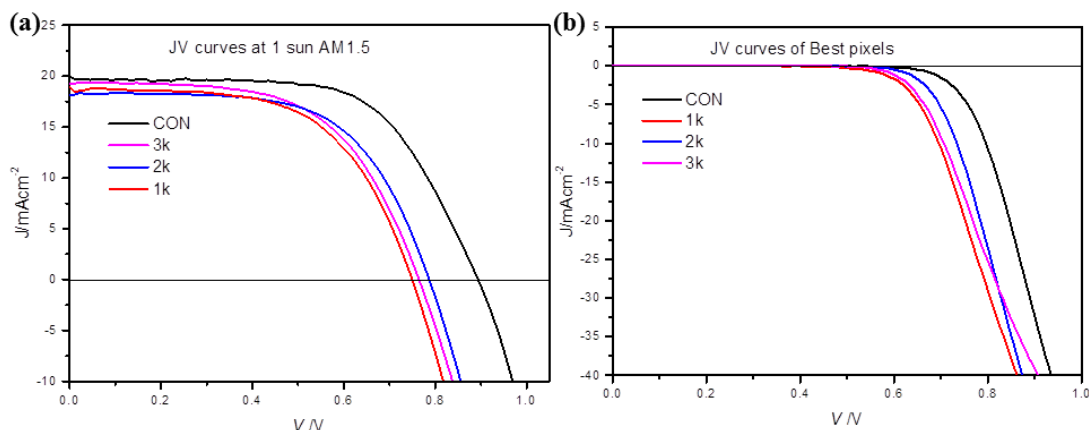 (a)
JV curves at 1 sun AM1.5
25
20
15
10
5
0
-5
-10
J/mAcm-2
CON
3k
2k
1k
0.0 0.2 0.4 0.6 0.8 1.0
V /V
(b)
JV curves of Best pixels
5
0
-5
-10
-15
-20
-25
-30
-35
-40
J/mAcm-2
CON
1k
2k
3k
0.0 0.2 0.4 0.6 0.8 1.0
V /V